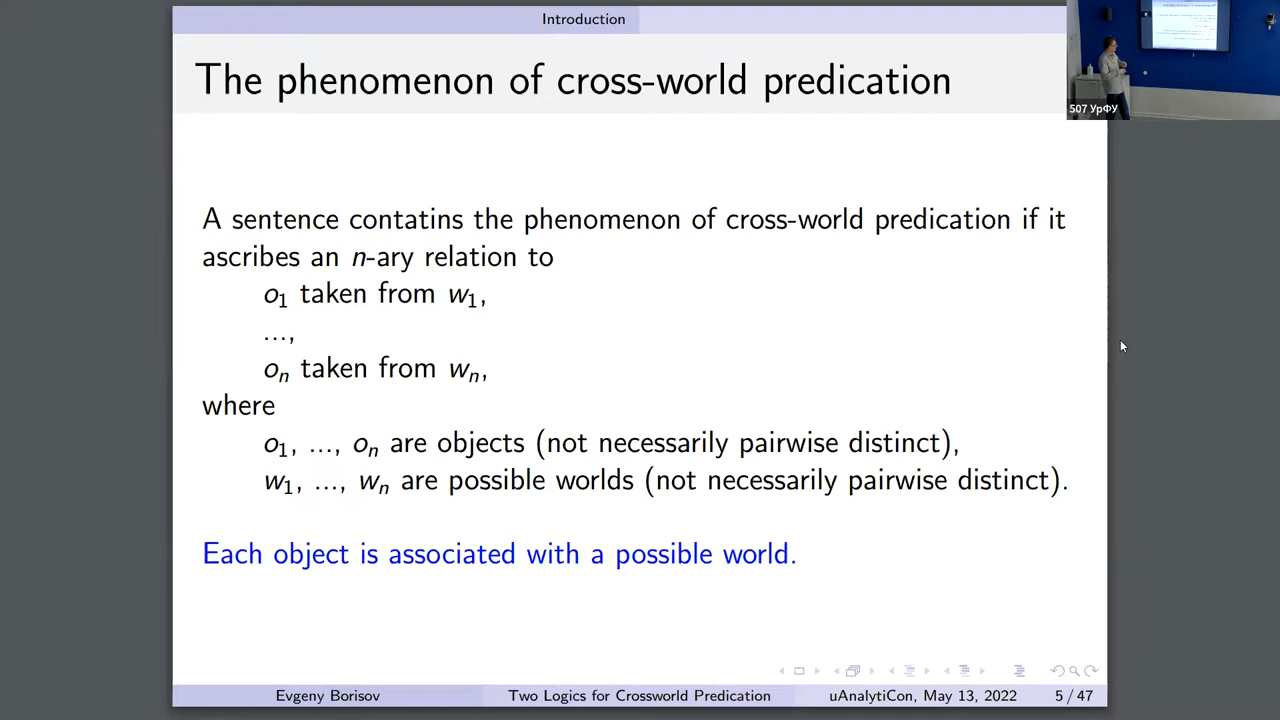 Introduction
The phenomenon of cross-world predication
507 УрФУ
A sentence contatins the phenomenon of cross-world predication if it
ascribes an n-ary relation to
o1 taken from w1,
...,
on taken from wn,
where
o1, ..., on are objects (not necessarily pairwise distinct),
w1, ..., wn are possible worlds (not necessarily pairwise distinct).
Each object is associated with a possible world.
Evgeny Borisov Two Logics for Crossworld Predication uAnalytiCon, May 13, 2022 5 / 47